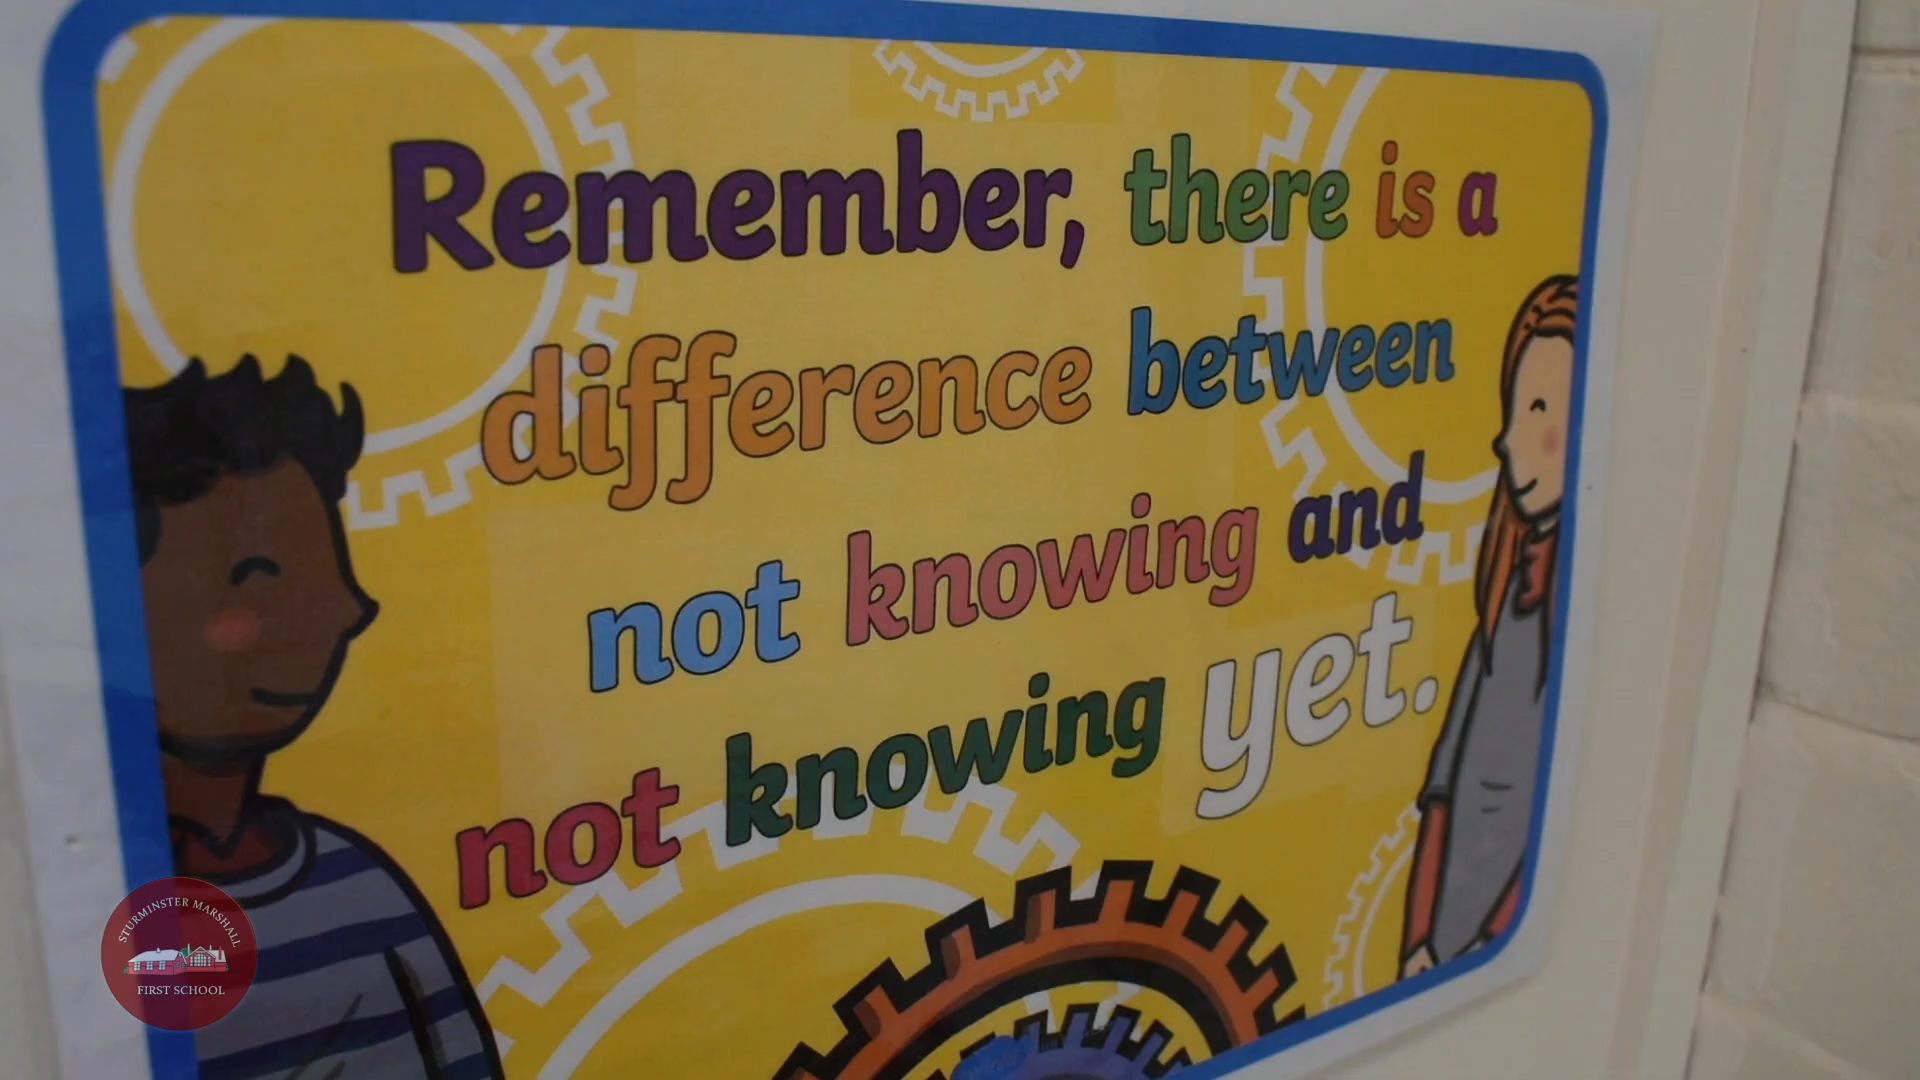 Remember, there is a
difference between
not knowing and
not knowing yet.
STURMINSTER MARSHALL
FIRST SCHOOL